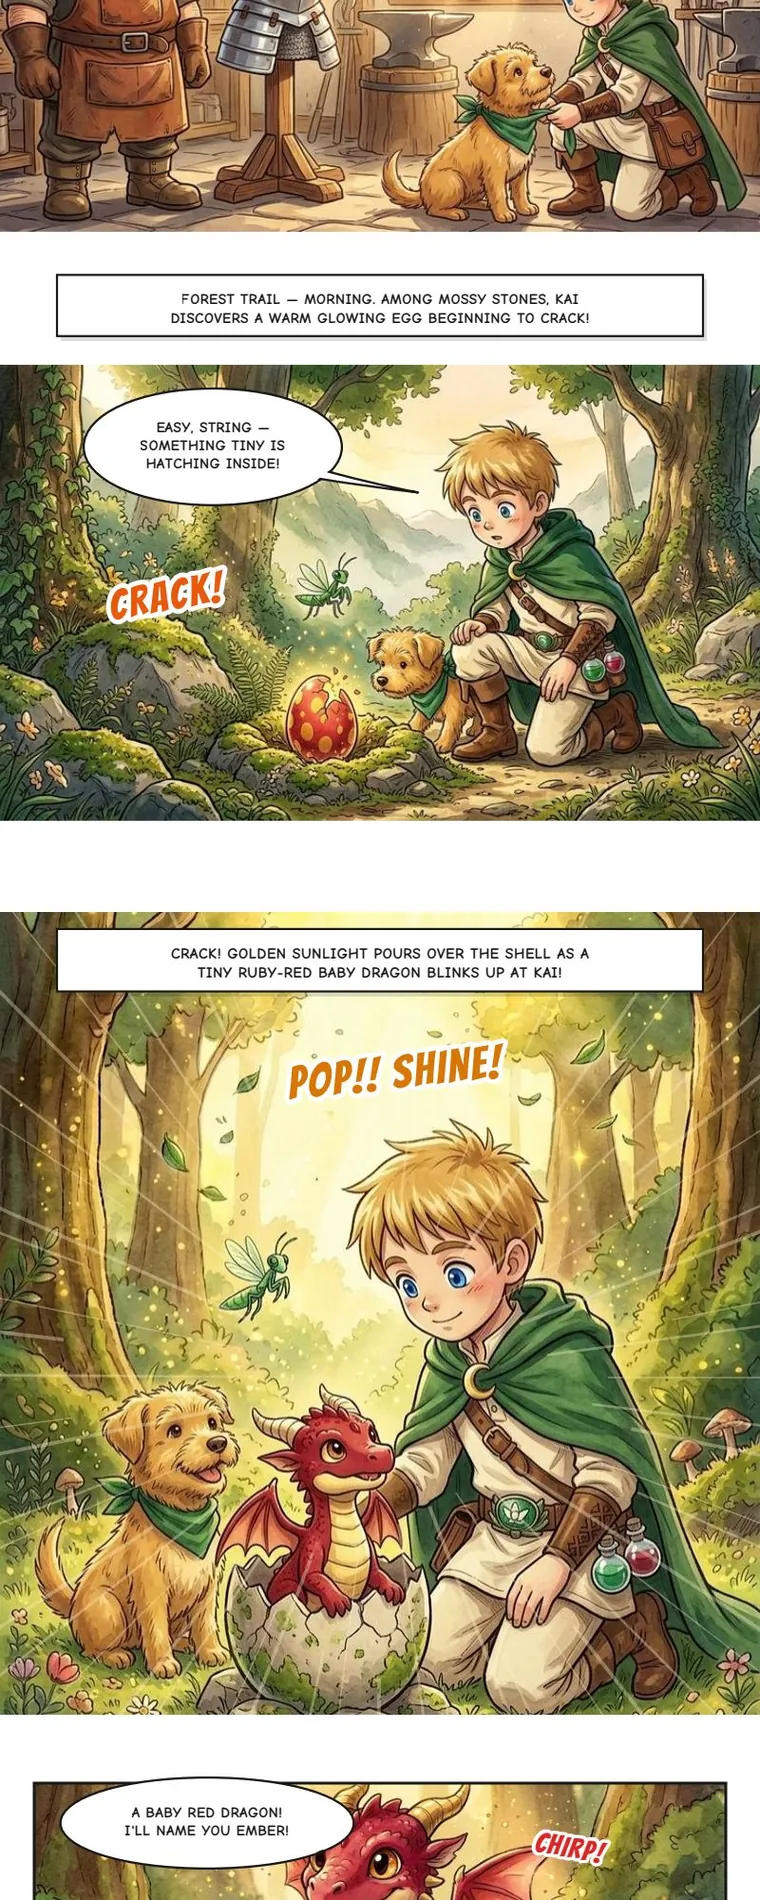 FOREST TRAIL — MORNING. AMONG MOSSY STONES, KAI
DISCOVERS A WARM GLOWING EGG BEGINNING TO CRACK!
EASY, STRING —
SOMETHING TINY IS
HATCHING INSIDE!
CRACK!
CRACK! GOLDEN SUNLIGHT POURS OVER THE SHELL AS A
TINY RUBY-RED BABY DRAGON BLINKS UP AT KAI!
POP!! SHINE!
A BABY RED DRAGON!
I'LL NAME YOU EMBER!
CHIRP!